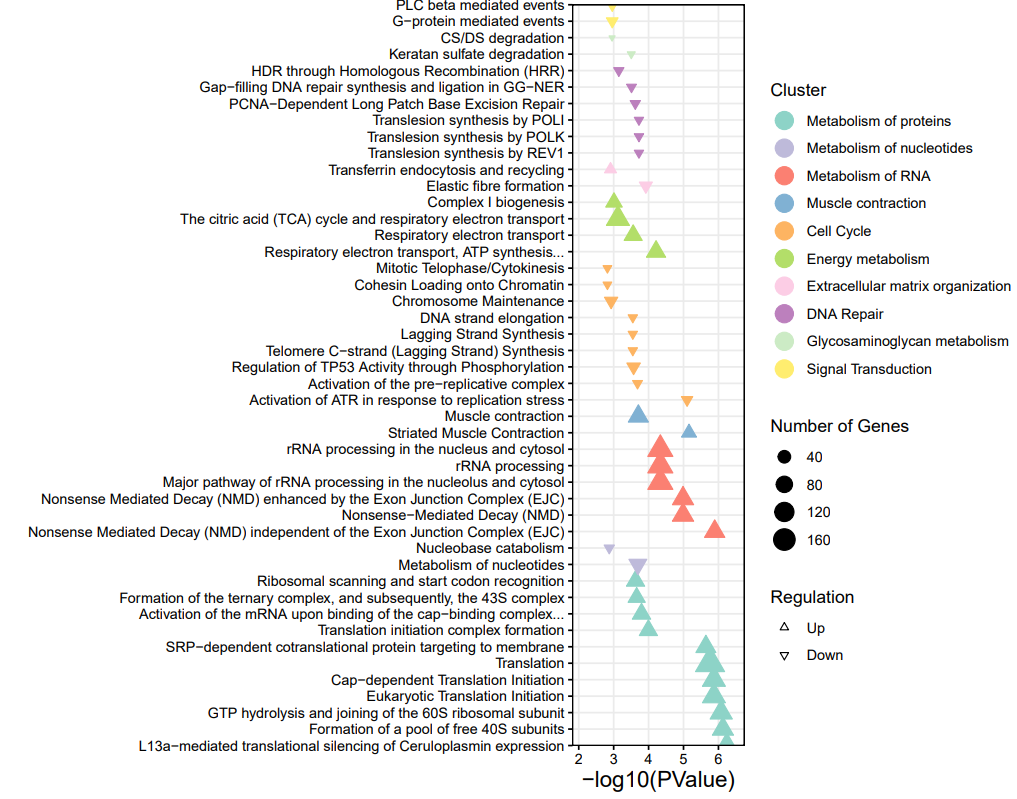 PLC beta mediated events
G−protein mediated events
CS/DS degradation
Keratan sulfate degradation
HDR through Homologous Recombination (HRR)
Gap−filling DNA repair synthesis and ligation in GG−NER
PCNA−Dependent Long Patch Base Excision Repair
Translesion synthesis by POLI
Translesion synthesis by POLK
Translesion synthesis by REV1
Transferrin endocytosis and recycling
Elastic fibre formation
Complex I biogenesis
The citric acid (TCA) cycle and respiratory electron transport
Respiratory electron transport
Respiratory electron transport, ATP synthesis...
Mitotic Telophase/Cytokinesis
Cohesin Loading onto Chromatin
Chromosome Maintenance
DNA strand elongation
Lagging Strand Synthesis
Telomere C−strand (Lagging Strand) Synthesis
Regulation of TP53 Activity through Phosphorylation
Activation of the pre−replicative complex
Activation of ATR in response to replication stress
Muscle contraction
Striated Muscle Contraction
rRNA processing in the nucleus and cytosol
rRNA processing
Major pathway of rRNA processing in the nucleolus and cytosol
Nonsense Mediated Decay (NMD) enhanced by the Exon Junction Complex (EJC)
Nonsense−Mediated Decay (NMD)
Nonsense Mediated Decay (NMD) independent of the Exon Junction Complex (EJC)
Nucleobase catabolism
Metabolism of nucleotides
Ribosomal scanning and start codon recognition
Formation of the ternary complex, and subsequently, the 43S complex
Activation of the mRNA upon binding of the cap−binding complex...
Translation initiation complex formation
SRP−dependent cotranslational protein targeting to membrane
Translation
Cap−dependent Translation Initiation
Eukaryotic Translation Initiation
GTP hydrolysis and joining of the 60S ribosomal subunit
Formation of a pool of free 40S subunits
L13a−mediated translational silencing of Ceruloplasmin expression
2 3 4 5 6
−log10(PValue)
Cluster
Metabolism of proteins
Metabolism of nucleotides
Metabolism of RNA
Muscle contraction
Cell Cycle
Energy metabolism
Extracellular matrix organization
DNA Repair
Glycosaminoglycan metabolism
Signal Transduction
Number of Genes
40
80
120
160
Regulation
Up
Down